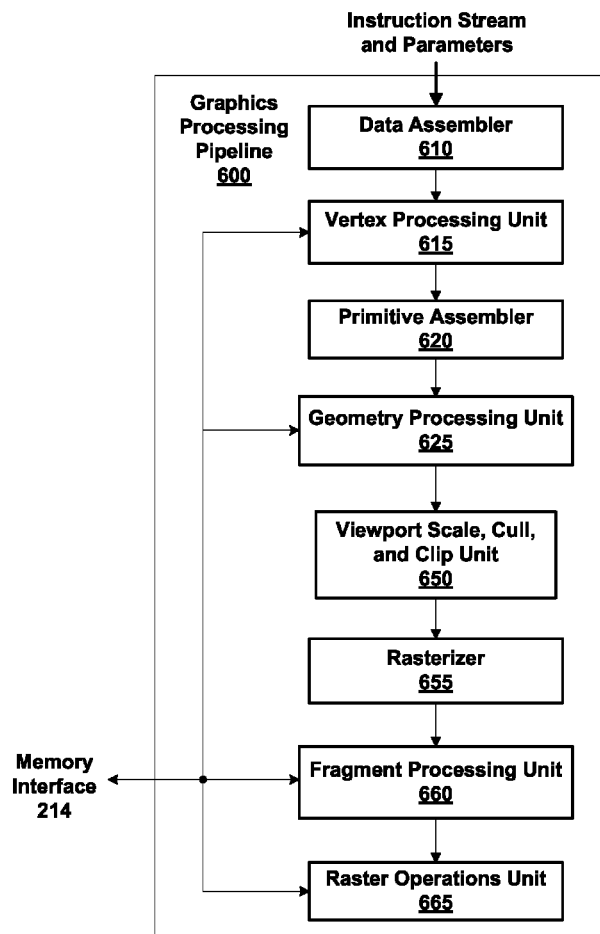 Instruction Stream
and Parameters
Graphics
Processing
Pipeline
600
Data Assembler
610
Vertex Processing Unit
615
Primitive Assembler
620
Geometry Processing Unit
625
Viewport Scale, Cull,
and Clip Unit
650
Rasterizer
655
Memory
Interface
214
Fragment Processing Unit
660
Raster Operations Unit
665